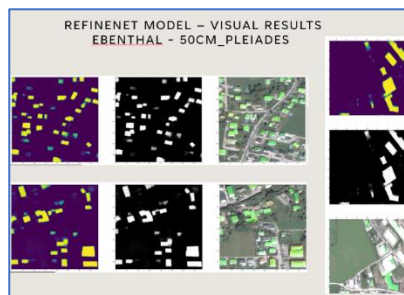 REFINENET MODEL – VISUAL RESULTS
EBENTHAL - 50CM_PLEIADES